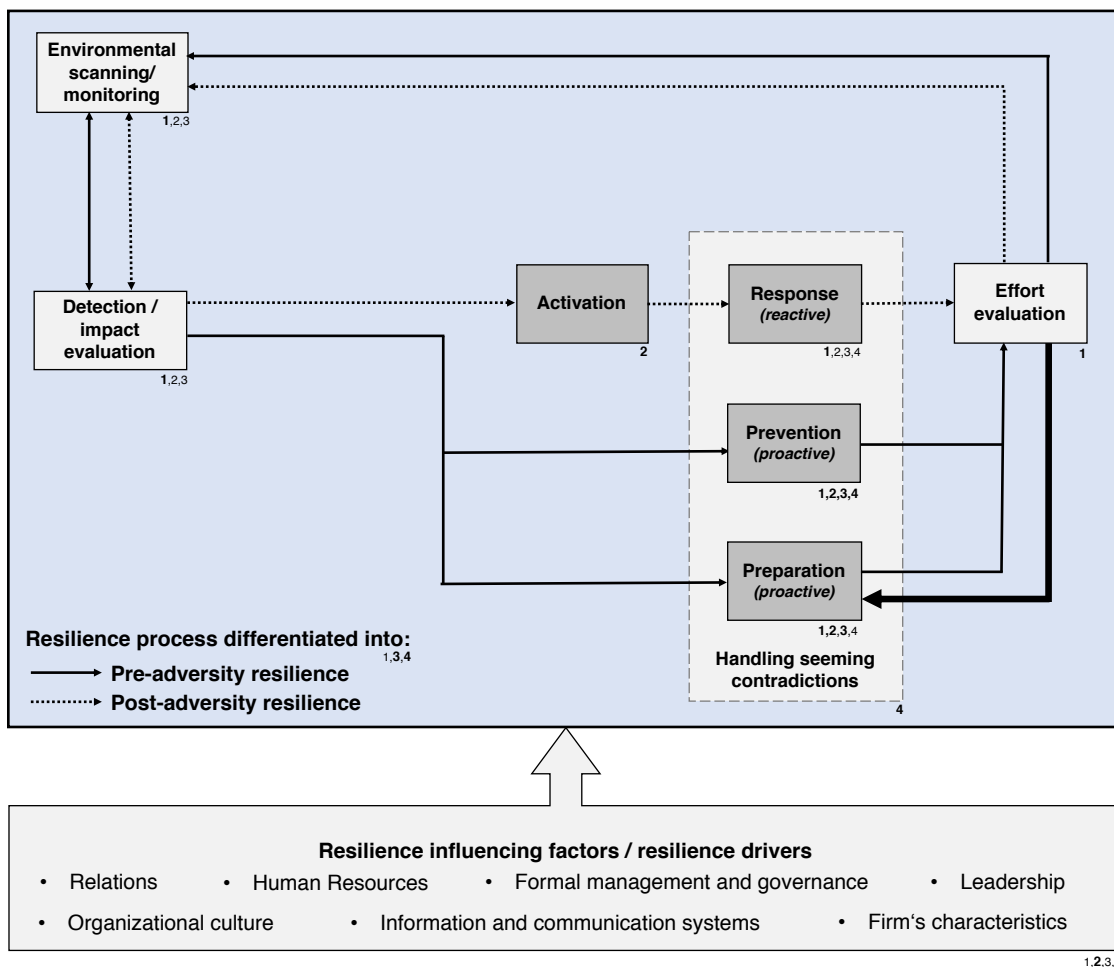 Environmental
scanning/
monitoring
1,2,3
Detection /
impact
evaluation
1,2,3
Activation
2
Response
(reactive)
1,2,3,4
Effort
evaluation
1
Prevention
(proactive)
1,2,3,4
Preparation
(proactive)
1,2,3,4
Handling seeming
contradictions
4
Resilience process differentiated into:
1,3,4
Pre-adversity resilience
Post-adversity resilience
Resilience influencing factors / resilience drivers
• Relations • Human Resources • Formal management and governance • Leadership
• Organizational culture • Information and communication systems • Firm‘s characteristics
1,2,3,